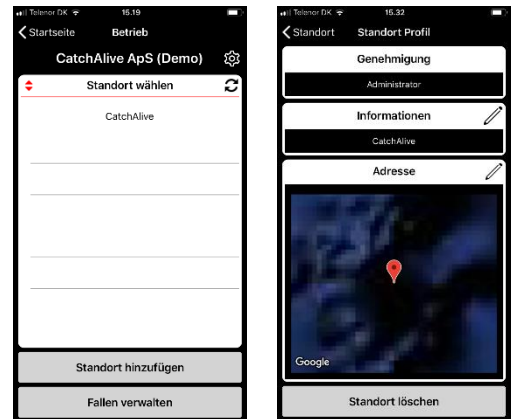 Telenor DK 15.19
Startseite Betrieb
CatchAlive ApS (Demo)
Standort wählen
CatchAlive
Standort hinzufügen
Fallen verwalten
Telenor DK 15.32
Standort Standort Profil
Genehmigung
Administrator
Informationen
CatchAlive
Adresse
Google
Standort löschen